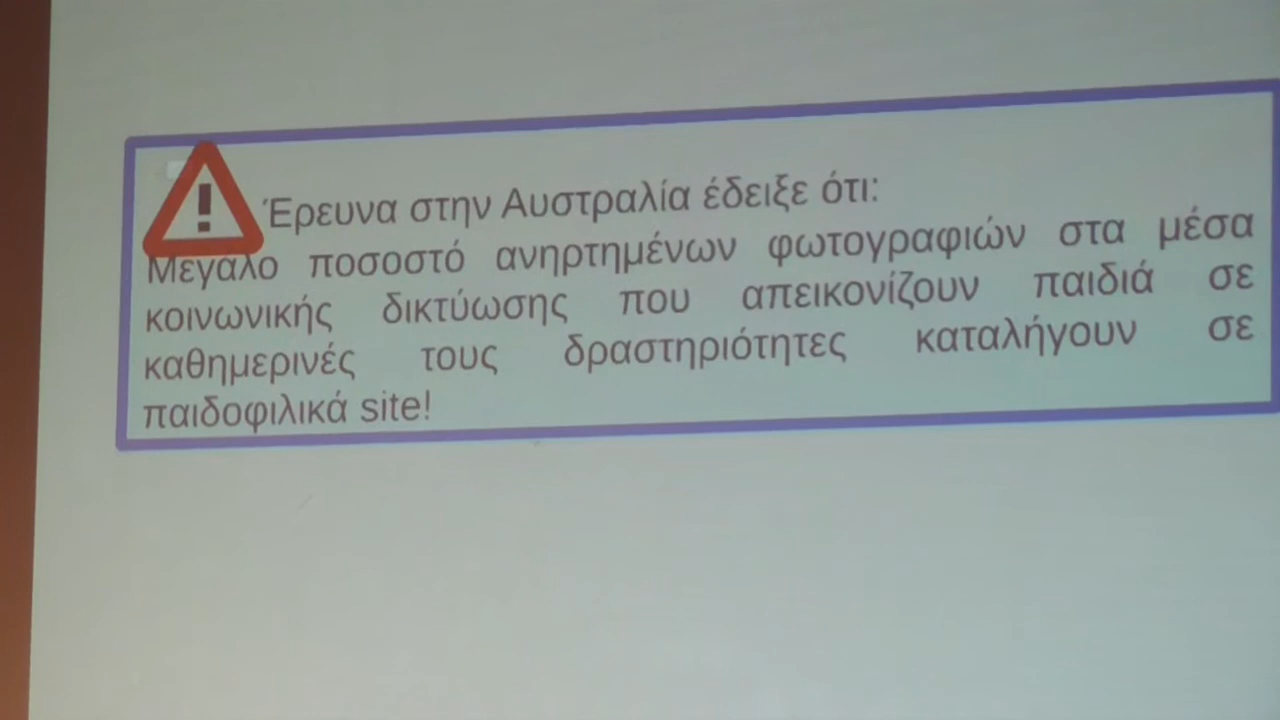 Έρευνα στην Αυστραλία έδειξε ότι:
Μεγάλο ποσοστό ανηρτημένων φωτογραφιών στα μέσα
κοινωνικής δικτύωσης που απεικονίζουν παιδιά σε
καθημερινές τους δραστηριότητες καταλήγουν σε
παιδοφιλικά site!